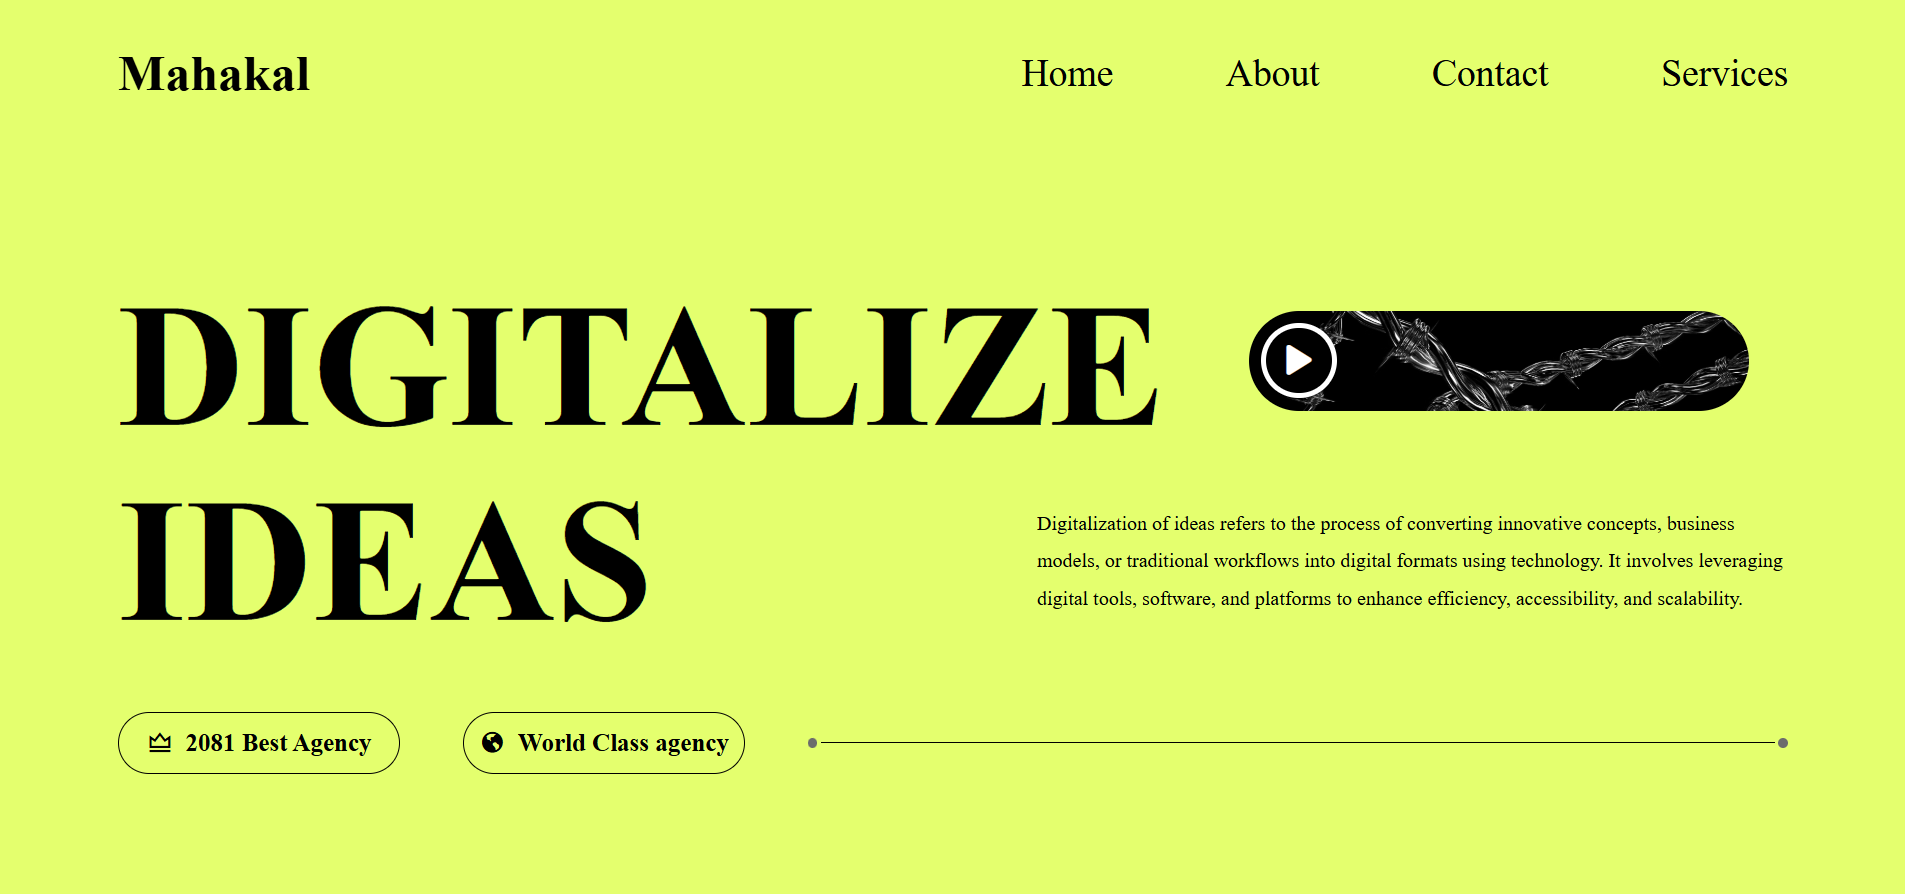 Mahakal
Home About Contact Services
DIGITALIZE
IDEAS
Digitalization of ideas refers to the process of converting innovative concepts, business
models, or traditional workflows into digital formats using technology. It involves leveraging
digital tools, software, and platforms to enhance efficiency, accessibility, and scalability.
2081 Best Agency
World Class agency